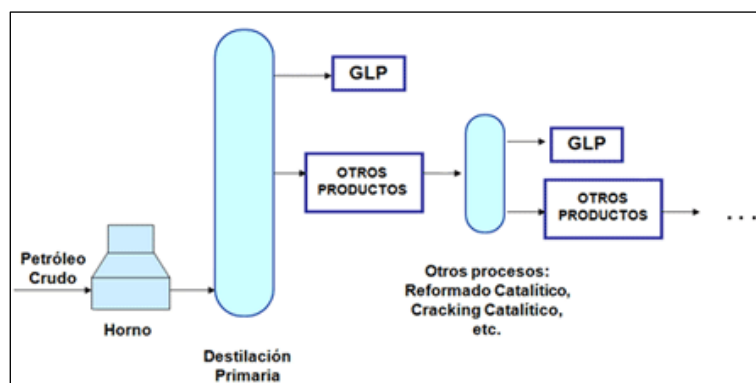 GLP
GLP
OTROS
PRODUCTOS
OTROS
PRODUCTOS
. . .
Petróleo
Crudo
Horno
Otros procesos:
Reformado Catalítico,
Cracking Catalítico,
etc.
Destilación
Primaria